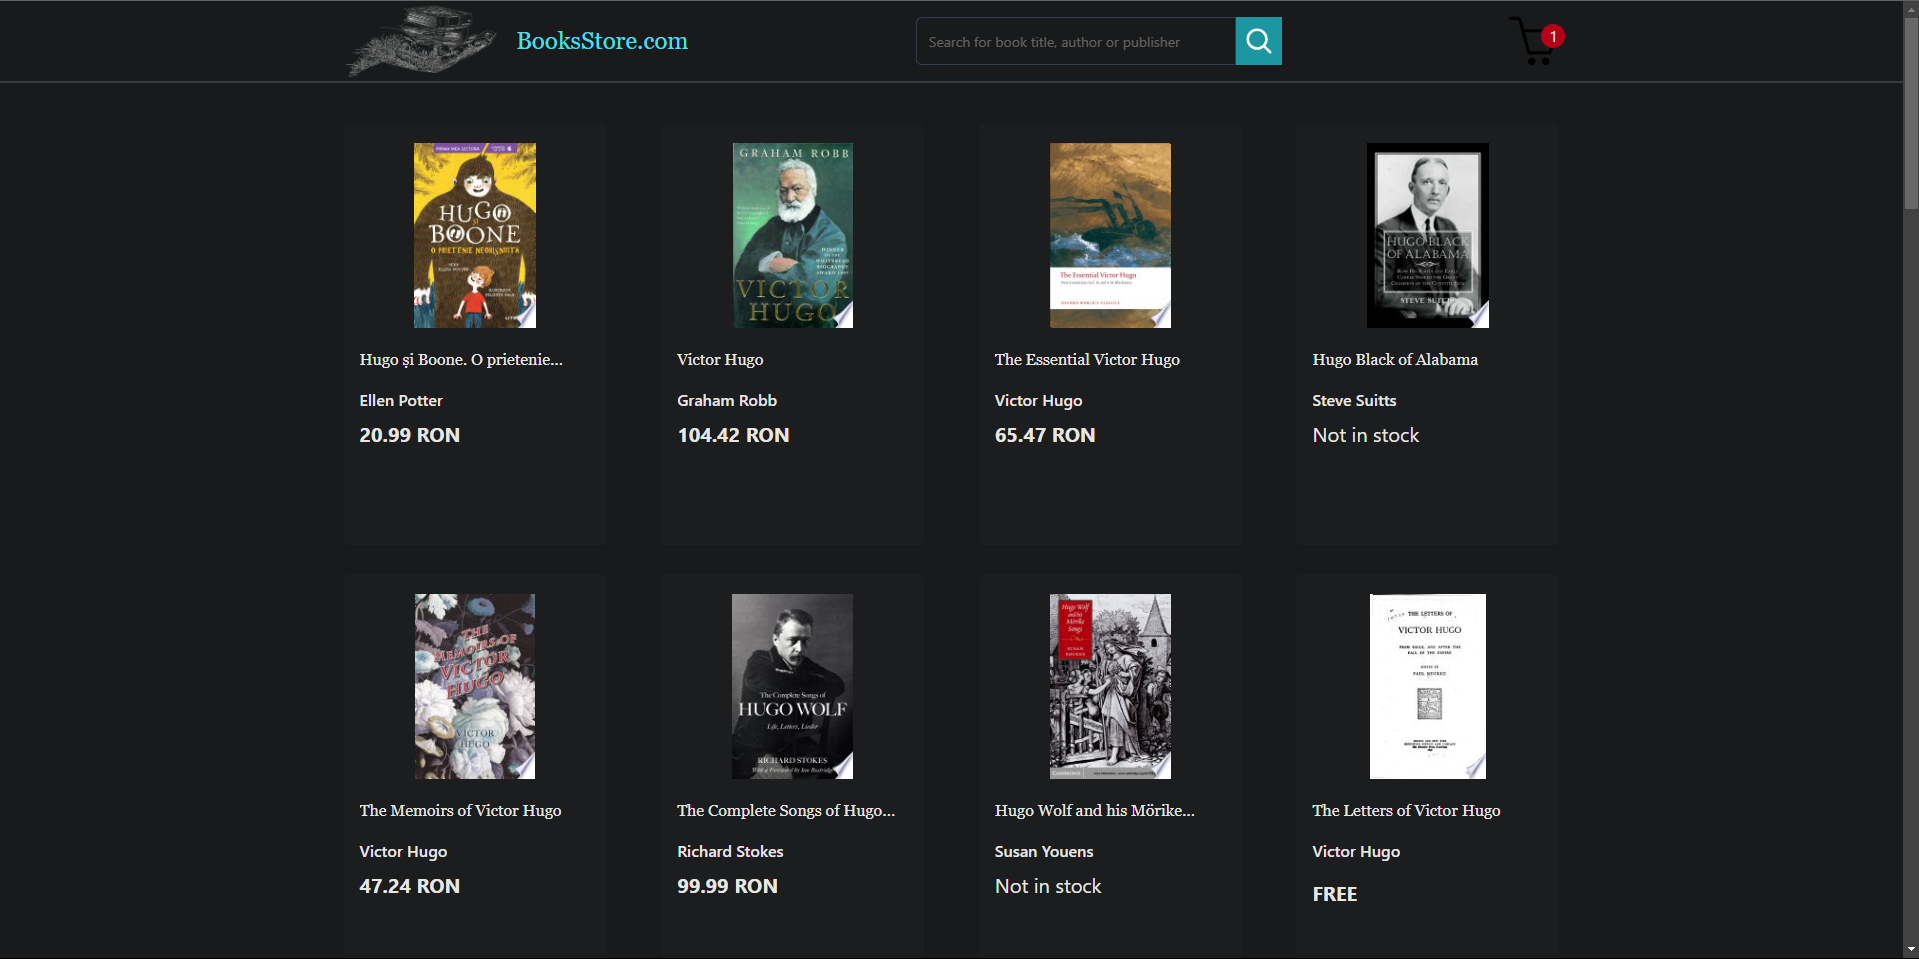 BooksStore.com
Search for book title, author or publisher
1
HUGO
ȘI
BOONE
O PRIETENIE NEOBIȘNUITĂ
GRAHAM ROBB
VICTOR
HUGO
The Essential Victor Hugo
HUGO BLACK
OF ALABAMA
STEVE SUITTS
Hugo și Boone. O prietenie...
Victor Hugo
The Essential Victor Hugo
Hugo Black of Alabama
Ellen Potter
Graham Robb
Victor Hugo
Steve Suitts
20.99 RON
104.42 RON
65.47 RON
Not in stock
THE
MEMOIRS OF
VICTOR
HUGO
VICTOR
HUGO
The Complete Songs of
HUGO WOLF
Life, Letters, Lieder
RICHARD STOKES
Hugo Wolf
and his
Mörike
Songs
SUSAN
YOUENS
THE LETTERS OF
VICTOR HUGO
The Memoirs of Victor Hugo
The Complete Songs of Hugo...
Hugo Wolf and his Mörike...
The Letters of Victor Hugo
Victor Hugo
Richard Stokes
Susan Youens
Victor Hugo
47.24 RON
99.99 RON
Not in stock
FREE